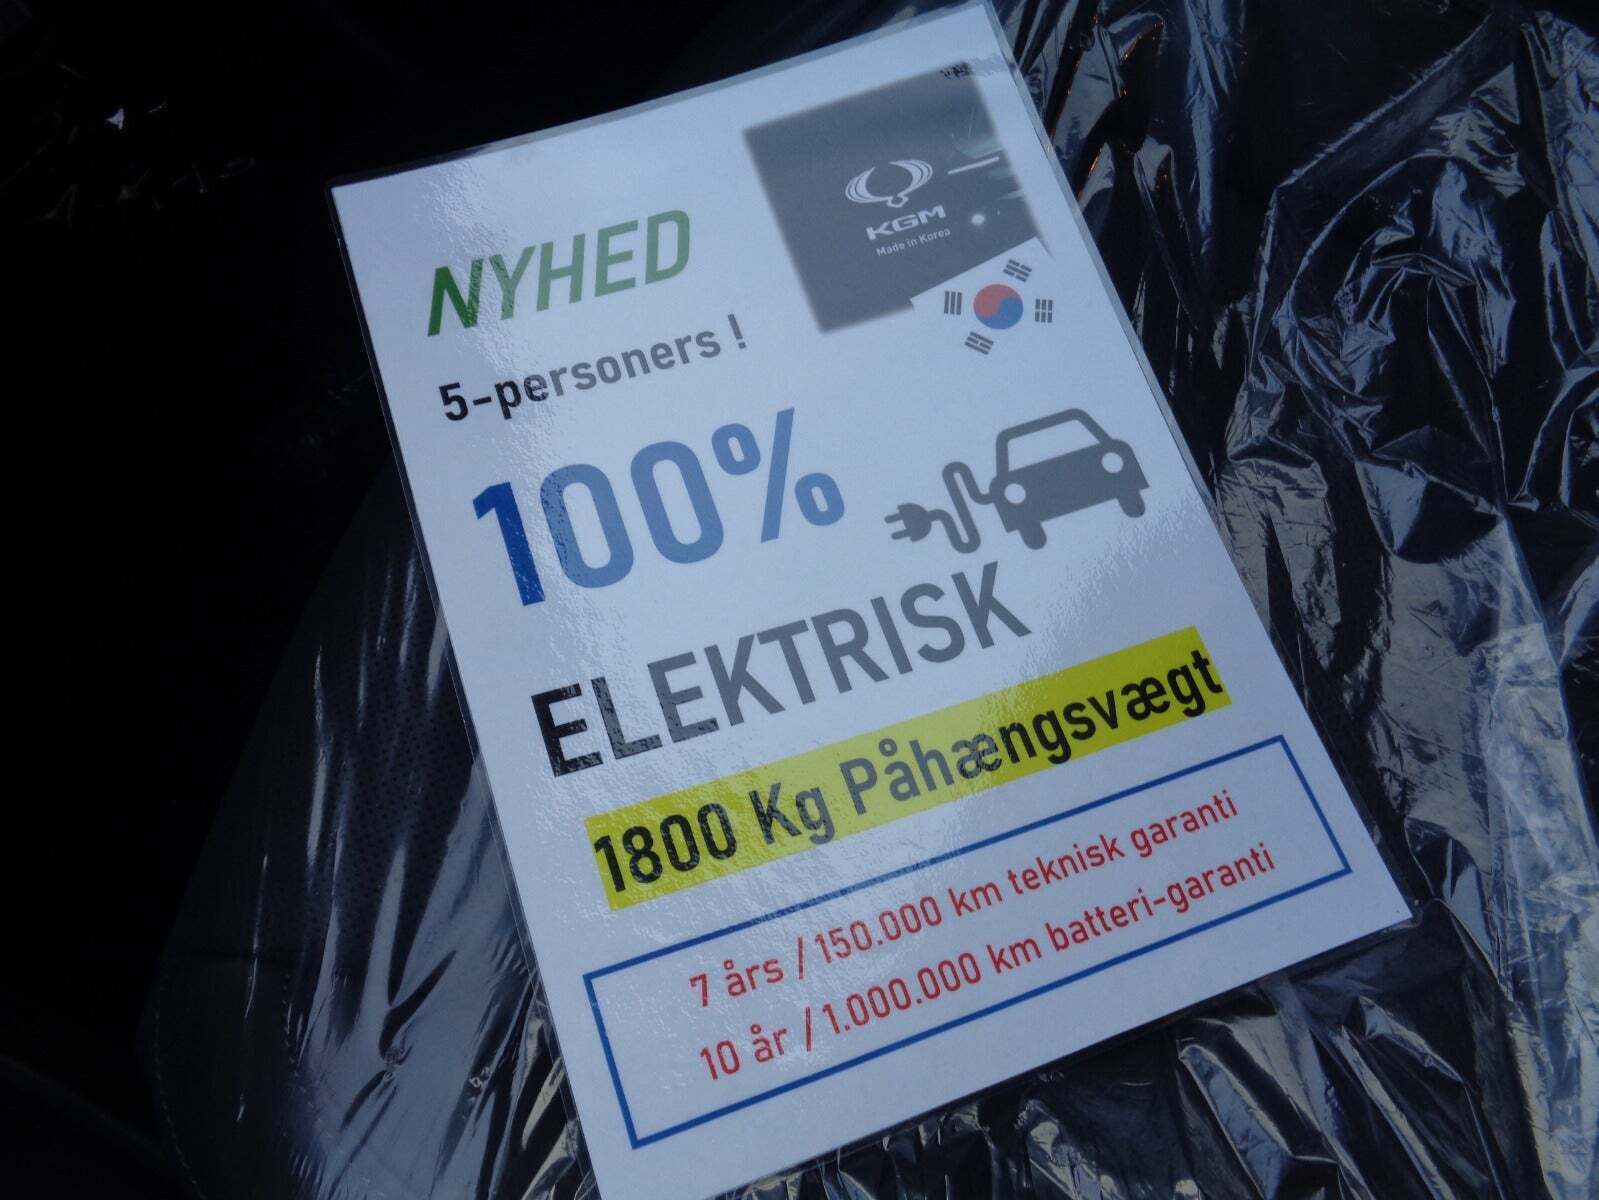 NYHED
KGM
Made in Korea
5-personers !
100%
ELEKTRISK
1800 Kg Påhængsvægt
7 års / 150.000 km teknisk garanti
10 år / 1.000.000 km batteri-garanti